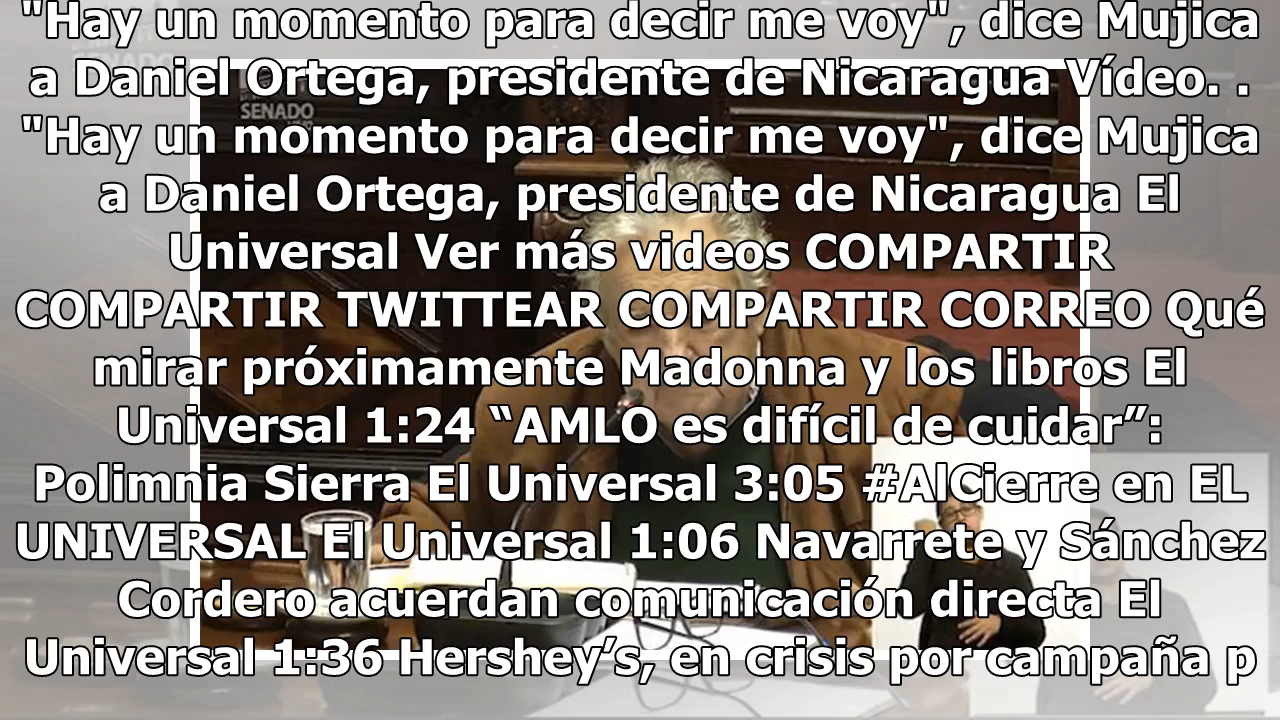 "Hay un momento para decir me voy", dice Mujica
a Daniel Ortega, presidente de Nicaragua Vídeo. .
"Hay un momento para decir me voy", dice Mujica
a Daniel Ortega, presidente de Nicaragua El
Universal Ver más videos COMPARTIR
COMPARTIR TWITTEAR COMPARTIR CORREO Qué
mirar próximamente Madonna y los libros El
Universal 1:24 “AMLO es difícil de cuidar”:
Polimnia Sierra El Universal 3:05 #AlCierre en EL
UNIVERSAL El Universal 1:06 Navarrete y Sánchez
Cordero acuerdan comunicación directa El
Universal 1:36 Hershey’s, en crisis por campaña p
SENADO
SENADO